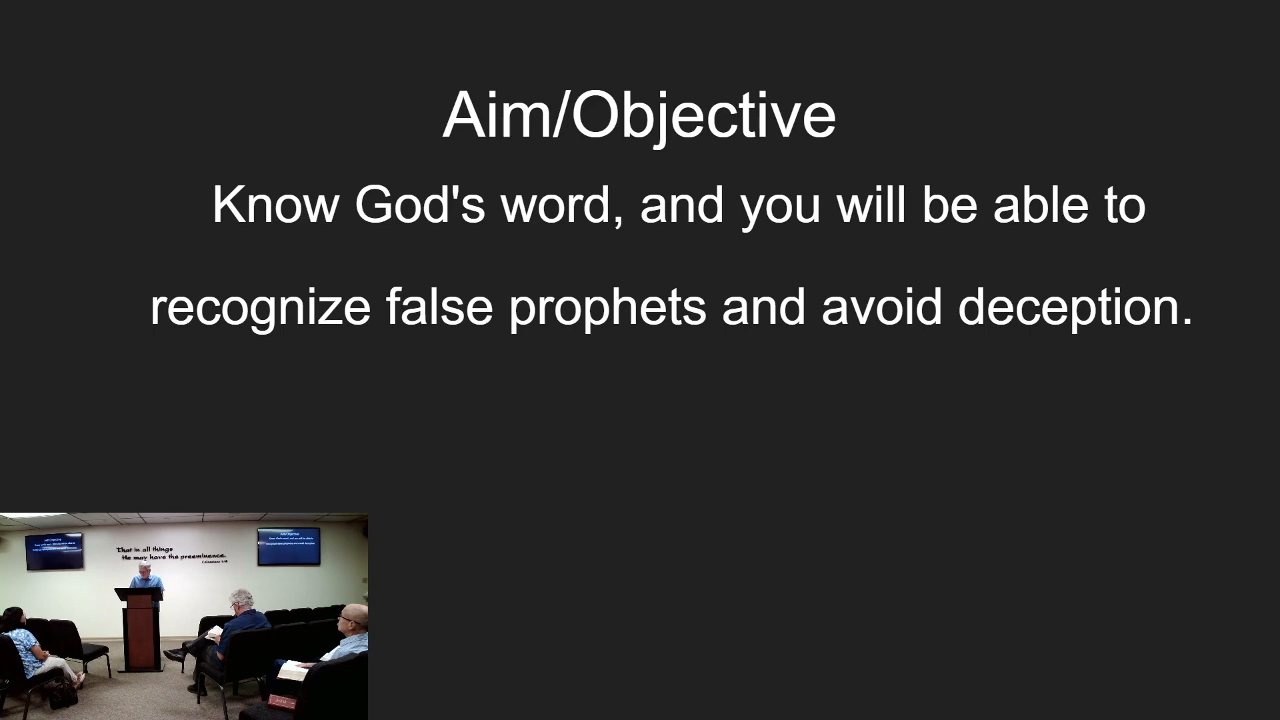 Aim/Objective
Know God's word, and you will be able to
recognize false prophets and avoid deception.
That in all things
He may have the preeminence.